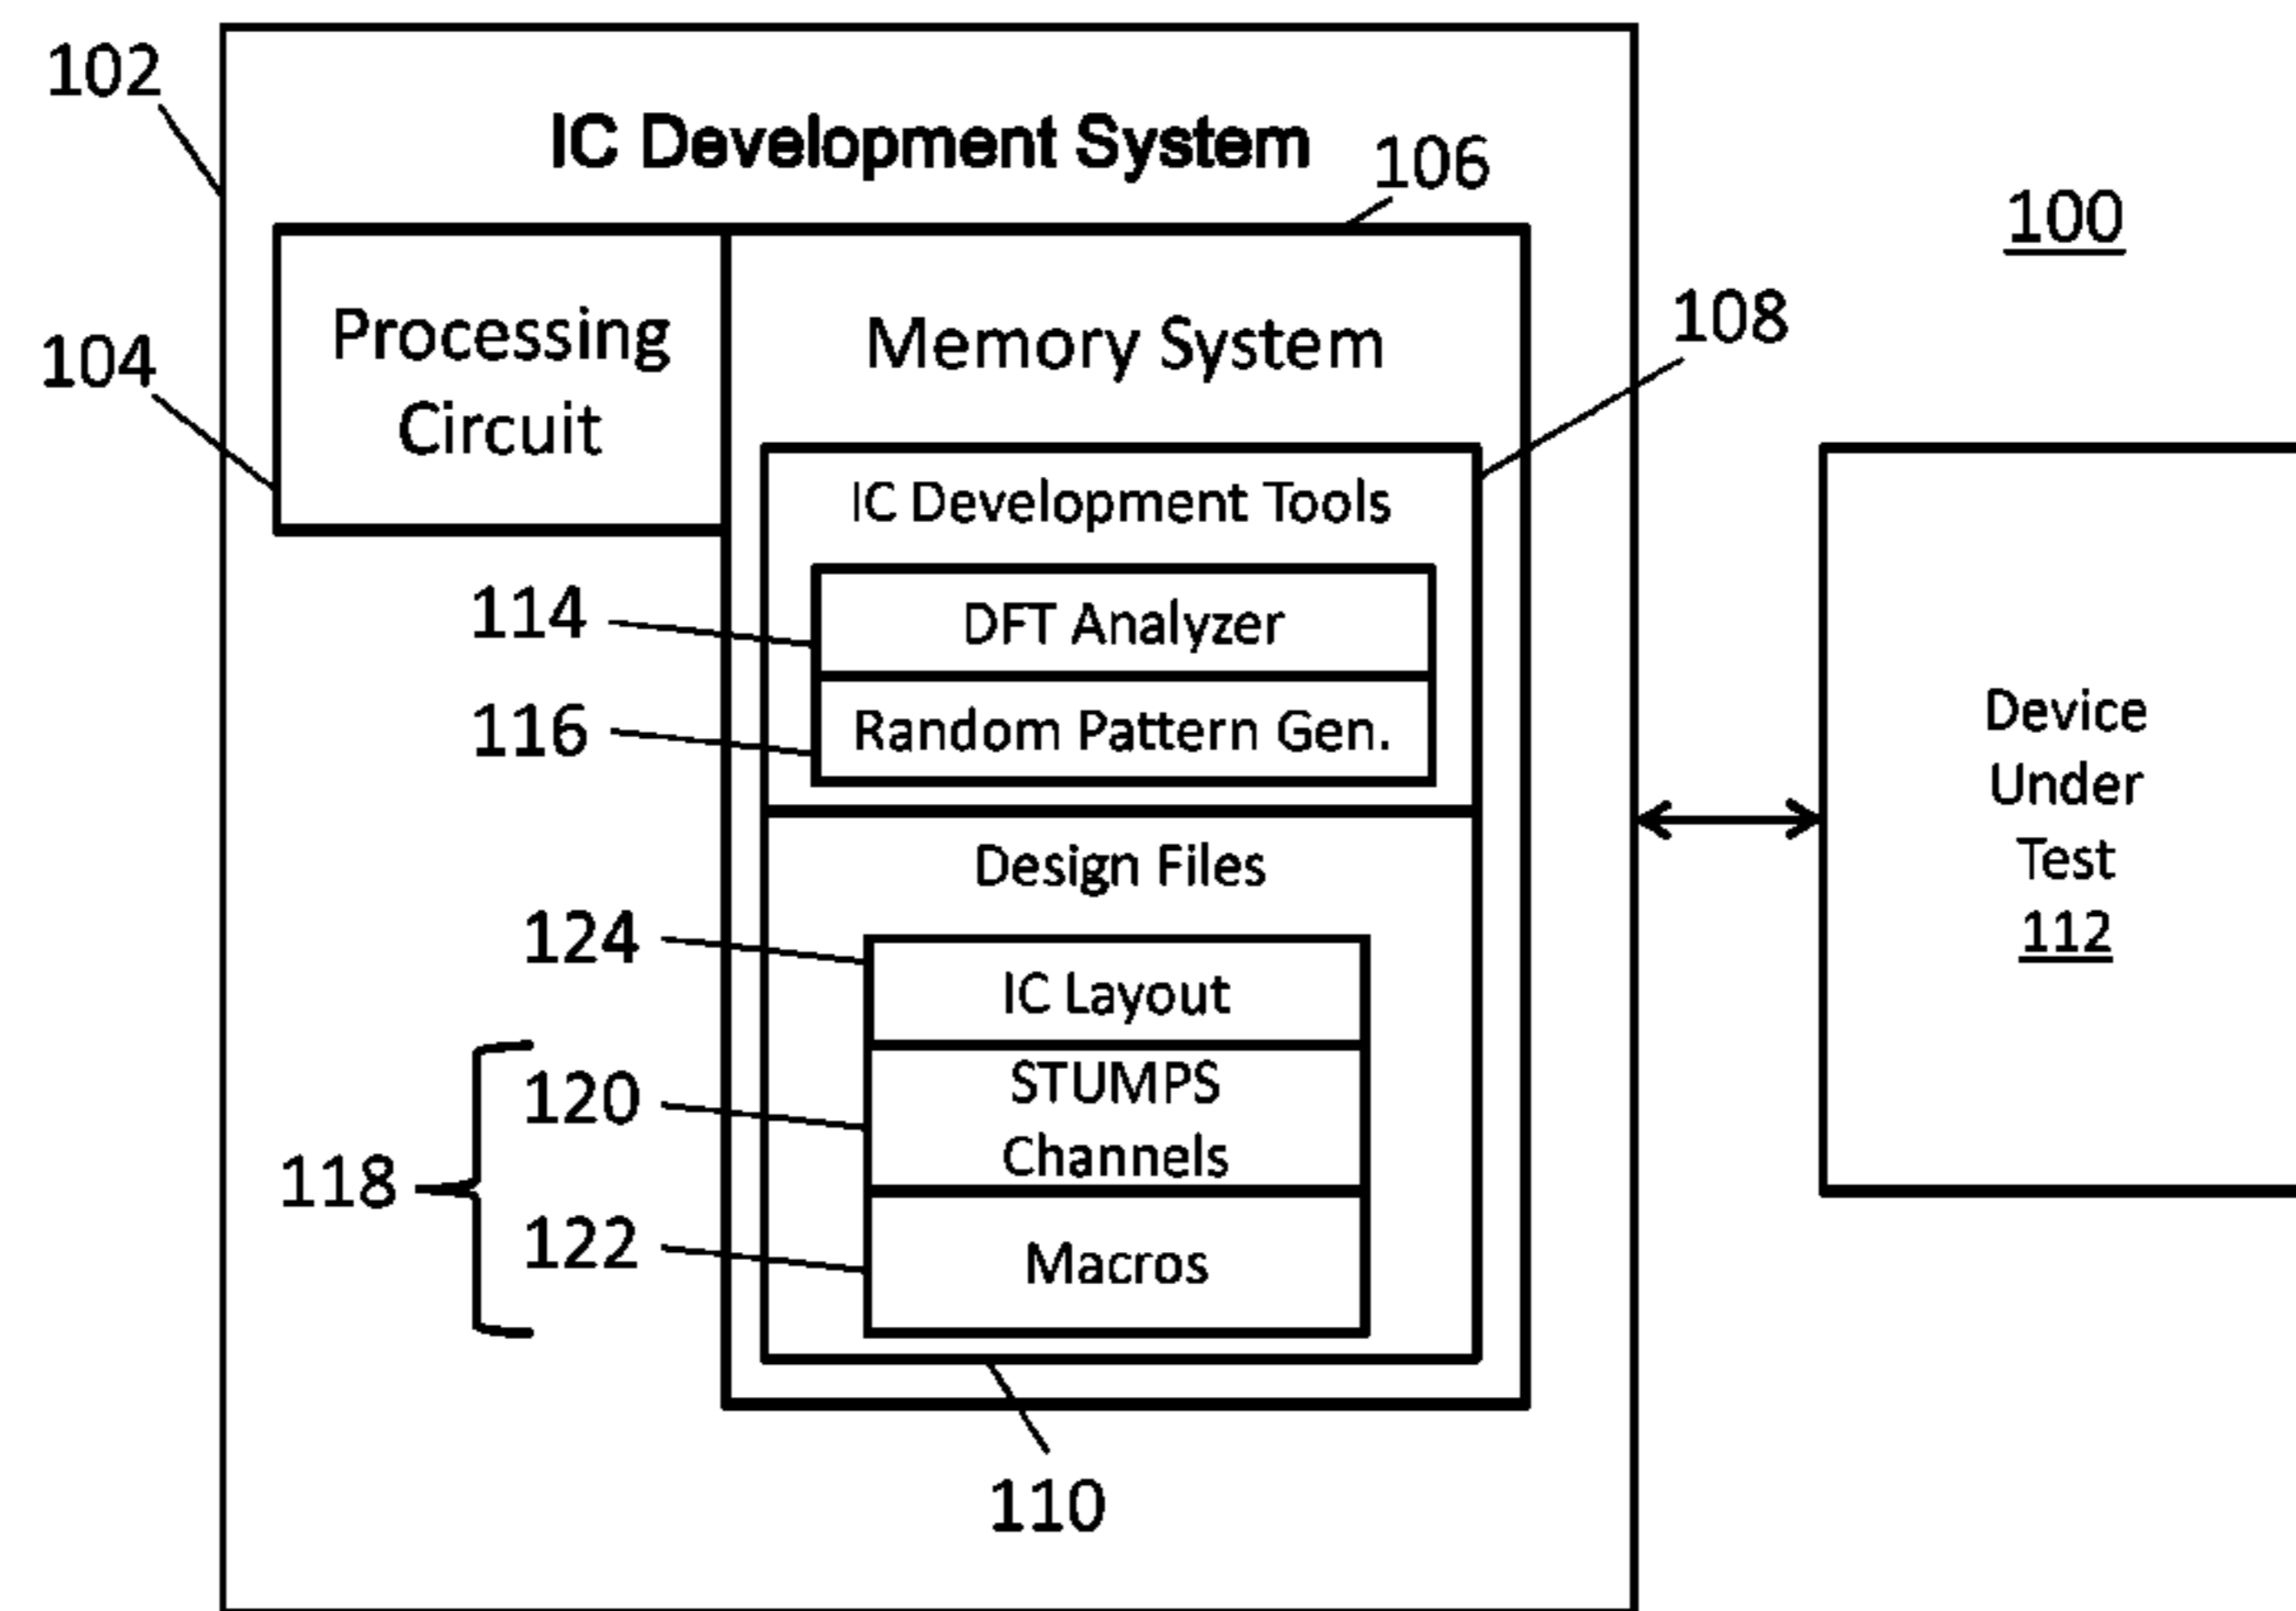 102
IC Development System
106
100
Processing
Circuit
Memory System
108
104
IC Development Tools
114
DFT Analyzer
116
Random Pattern Gen.
Device
Under
Test
112
Design Files
124
IC Layout
120
STUMPS
Channels
118
122
Macros
110